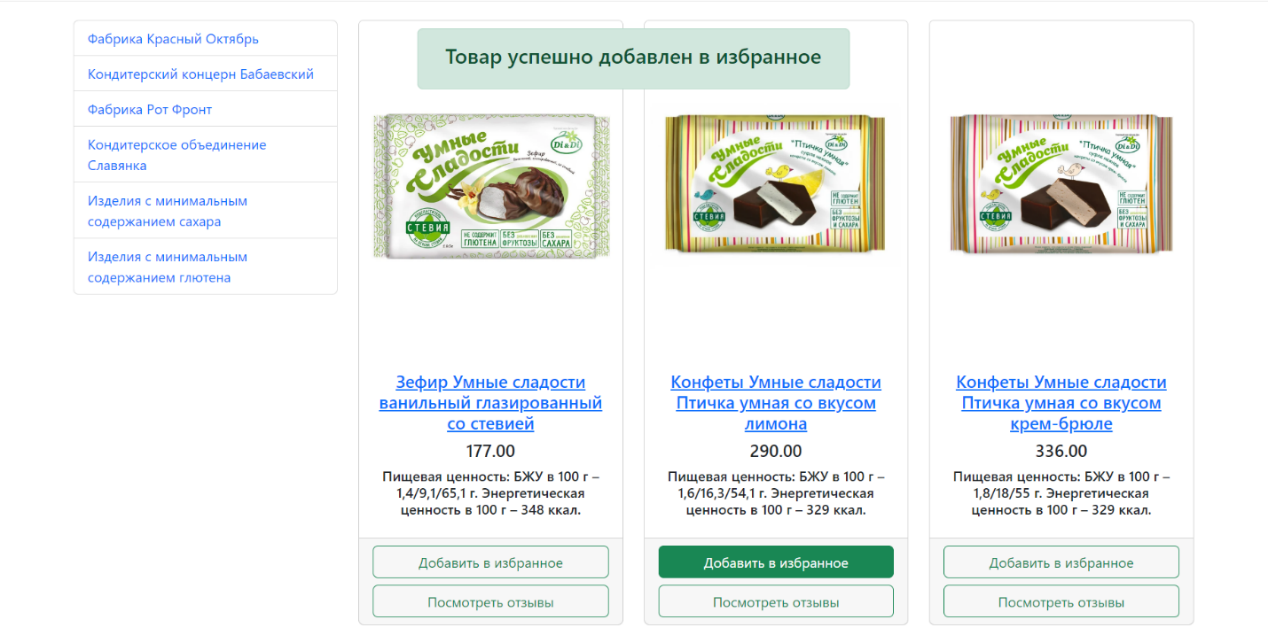 Фабрика Красный Октябрь
Кондитерский концерн Бабаевский
Фабрика Рот Фронт
Кондитерское объединение
Славянка
Изделия с минимальным
содержанием сахара
Изделия с минимальным
содержанием глютена
Товар успешно добавлен в избранное
Умные
Сладости
Зефир
Di&Di
СТЕВИЯ
НЕ СОДЕРЖИТ
ГЛЮТЕНА
БЕЗ
ФРУКТОЗЫ
БЕЗ
САХАРА
Зефир Умные сладости
ванильный глазированный
со стевией
177.00
Пищевая ценность: БЖУ в 100 г –
1,4/9,1/65,1 г. Энергетическая
ценность в 100 г – 348 ккал.
Добавить в избранное
Посмотреть отзывы
Умные
Сладости
"Птичка умная"
Di&Di
СТЕВИЯ
НЕ СОДЕРЖИТ
ГЛЮТЕН
БЕЗ
ФРУКТОЗЫ
И САХАРА
Конфеты Умные сладости
Птичка умная со вкусом
лимона
290.00
Пищевая ценность: БЖУ в 100 г –
1,6/16,3/54,1 г. Энергетическая
ценность в 100 г – 329 ккал.
Добавить в избранное
Посмотреть отзывы
Умные
Сладости
"Птичка умная"
Di&Di
СТЕВИЯ
НЕ СОДЕРЖИТ
ГЛЮТЕН
БЕЗ
ФРУКТОЗЫ
И САХАРА
Конфеты Умные сладости
Птичка умная со вкусом
крем-брюле
336.00
Пищевая ценность: БЖУ в 100 г –
1,8/18/55 г. Энергетическая
ценность в 100 г – 329 ккал.
Добавить в избранное
Посмотреть отзывы